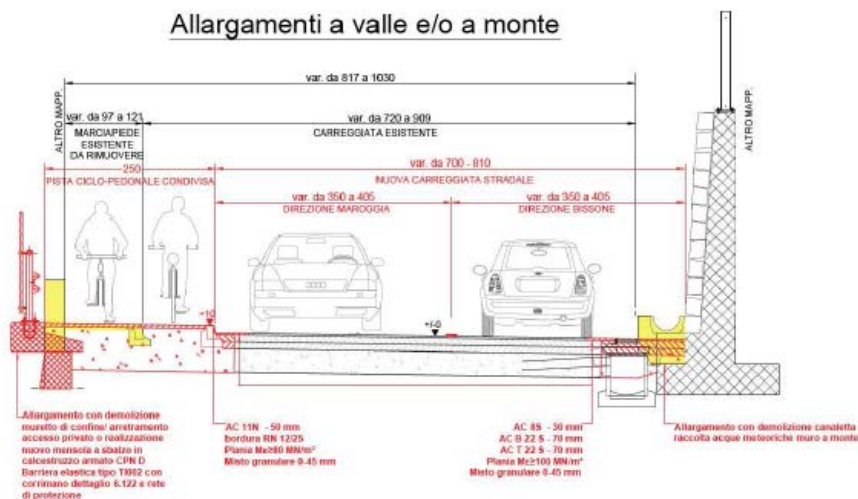 Allargamenti a valle e/o a monte
var. da 817 a 1030
var. da 97 a 121
var. da 720 a 909
MARCIAPIEDE
ESISTENTE
DA RIMUOVERE
CARREGGIATA ESISTENTE
ALTRO MAPP.
ALTRO MAPP.
250
var. da 700 - 810
PISTA CICLO-PEDONALE CONDIVISA
NUOVA CARREGGIATA STRADALE
var. da 350 a 405
var. da 350 a 405
DIREZIONE MAROGGIA
DIREZIONE BISSONE
+10
+/-0
Allargamento con demolizione
muretto di confine/ arretramento
accesso privato o realizzazione
nuovo mensola a sbalzo in
calcestruzzo armato CPN D
Barriera elastica tipo TI002 con
corrimano dettaglio 6.122 e rete
di protezione
AC 11N - 50 mm
bordura RN 12/25
Plania ME≥80 MN/m²
Misto granulare 0-45 mm
AC 8S - 30 mm
AC B 22 S - 70 mm
AC T 22 S - 70 mm
Plania ME≥100 MN/m²
Misto granulare 0-45 mm
Allargamento con demolizione canaletta
raccolta acque meteoriche muro a monte